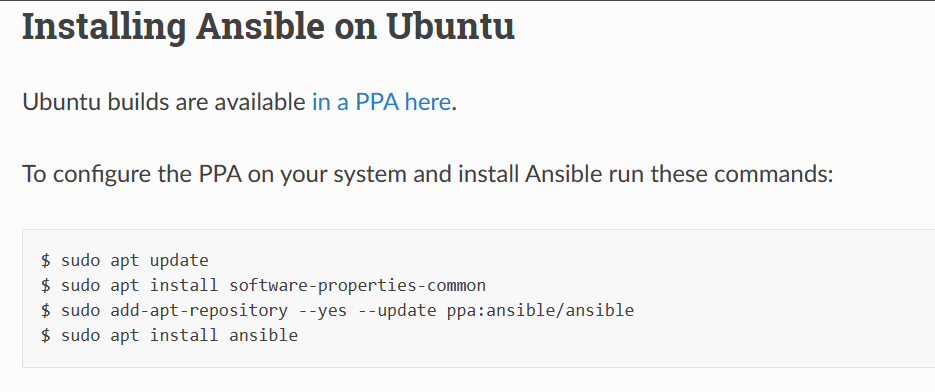 Installing Ansible on Ubuntu
Ubuntu builds are available in a PPA here.
To configure the PPA on your system and install Ansible run these commands:
$ sudo apt update
$ sudo apt install software-properties-common
$ sudo add-apt-repository --yes --update ppa:ansible/ansible
$ sudo apt install ansible